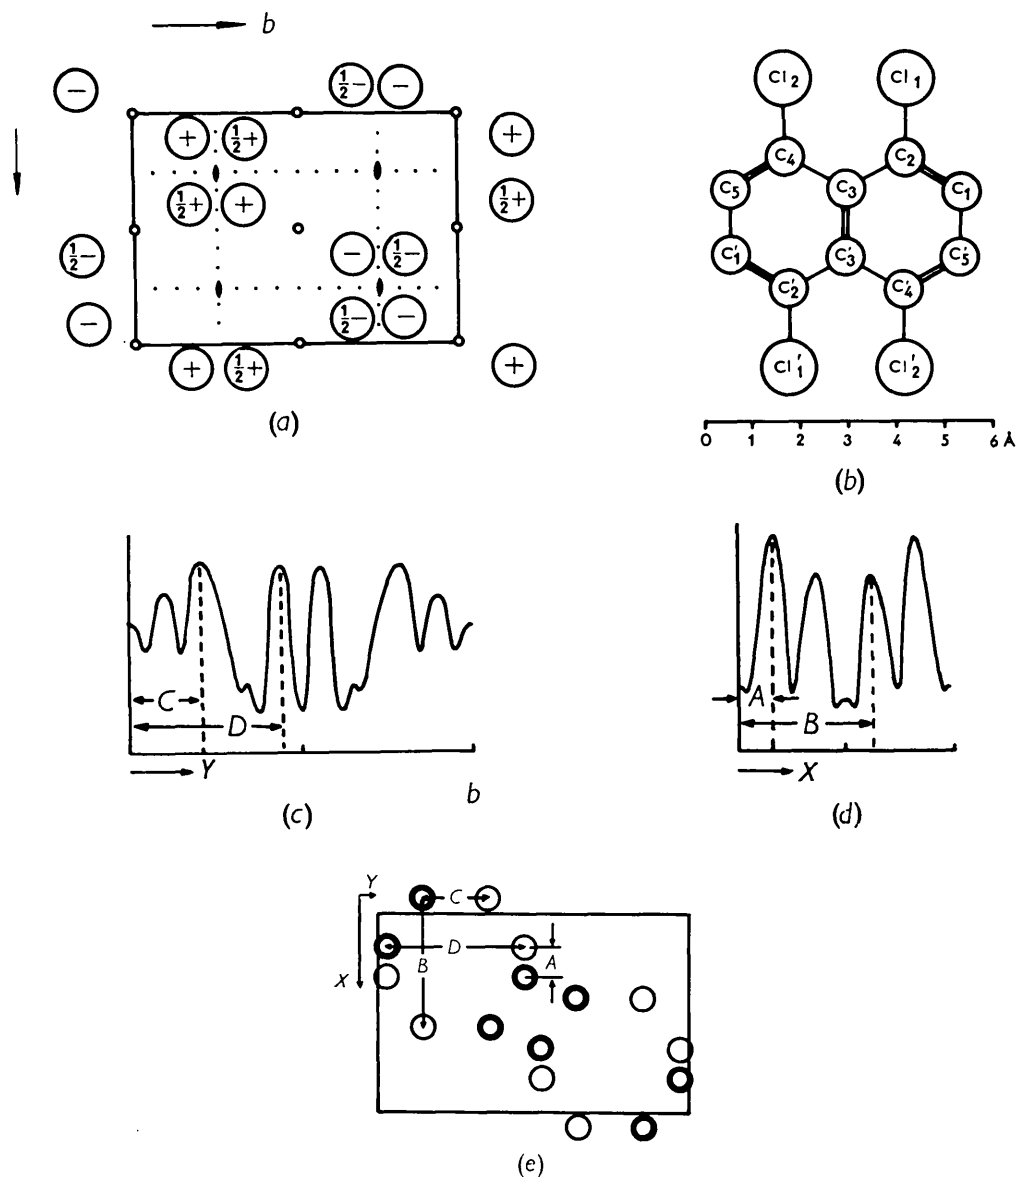 b
− ½− −
+ ½+ +
½+ + ½+
½− − ½−
− ½− −
+ ½+ +
(a)
Cl₂ Cl₁
C₄ C₂
C₅ C₃ C₁
C′₁ C′₃ C′₅
C′₂ C′₄
Cl′₁ Cl′₂
0 1 2 3 4 5 6 Å
(b)
C
D
Y
b
(c)
A
B
X
(d)
Y
C
D
B
A
X
(e)